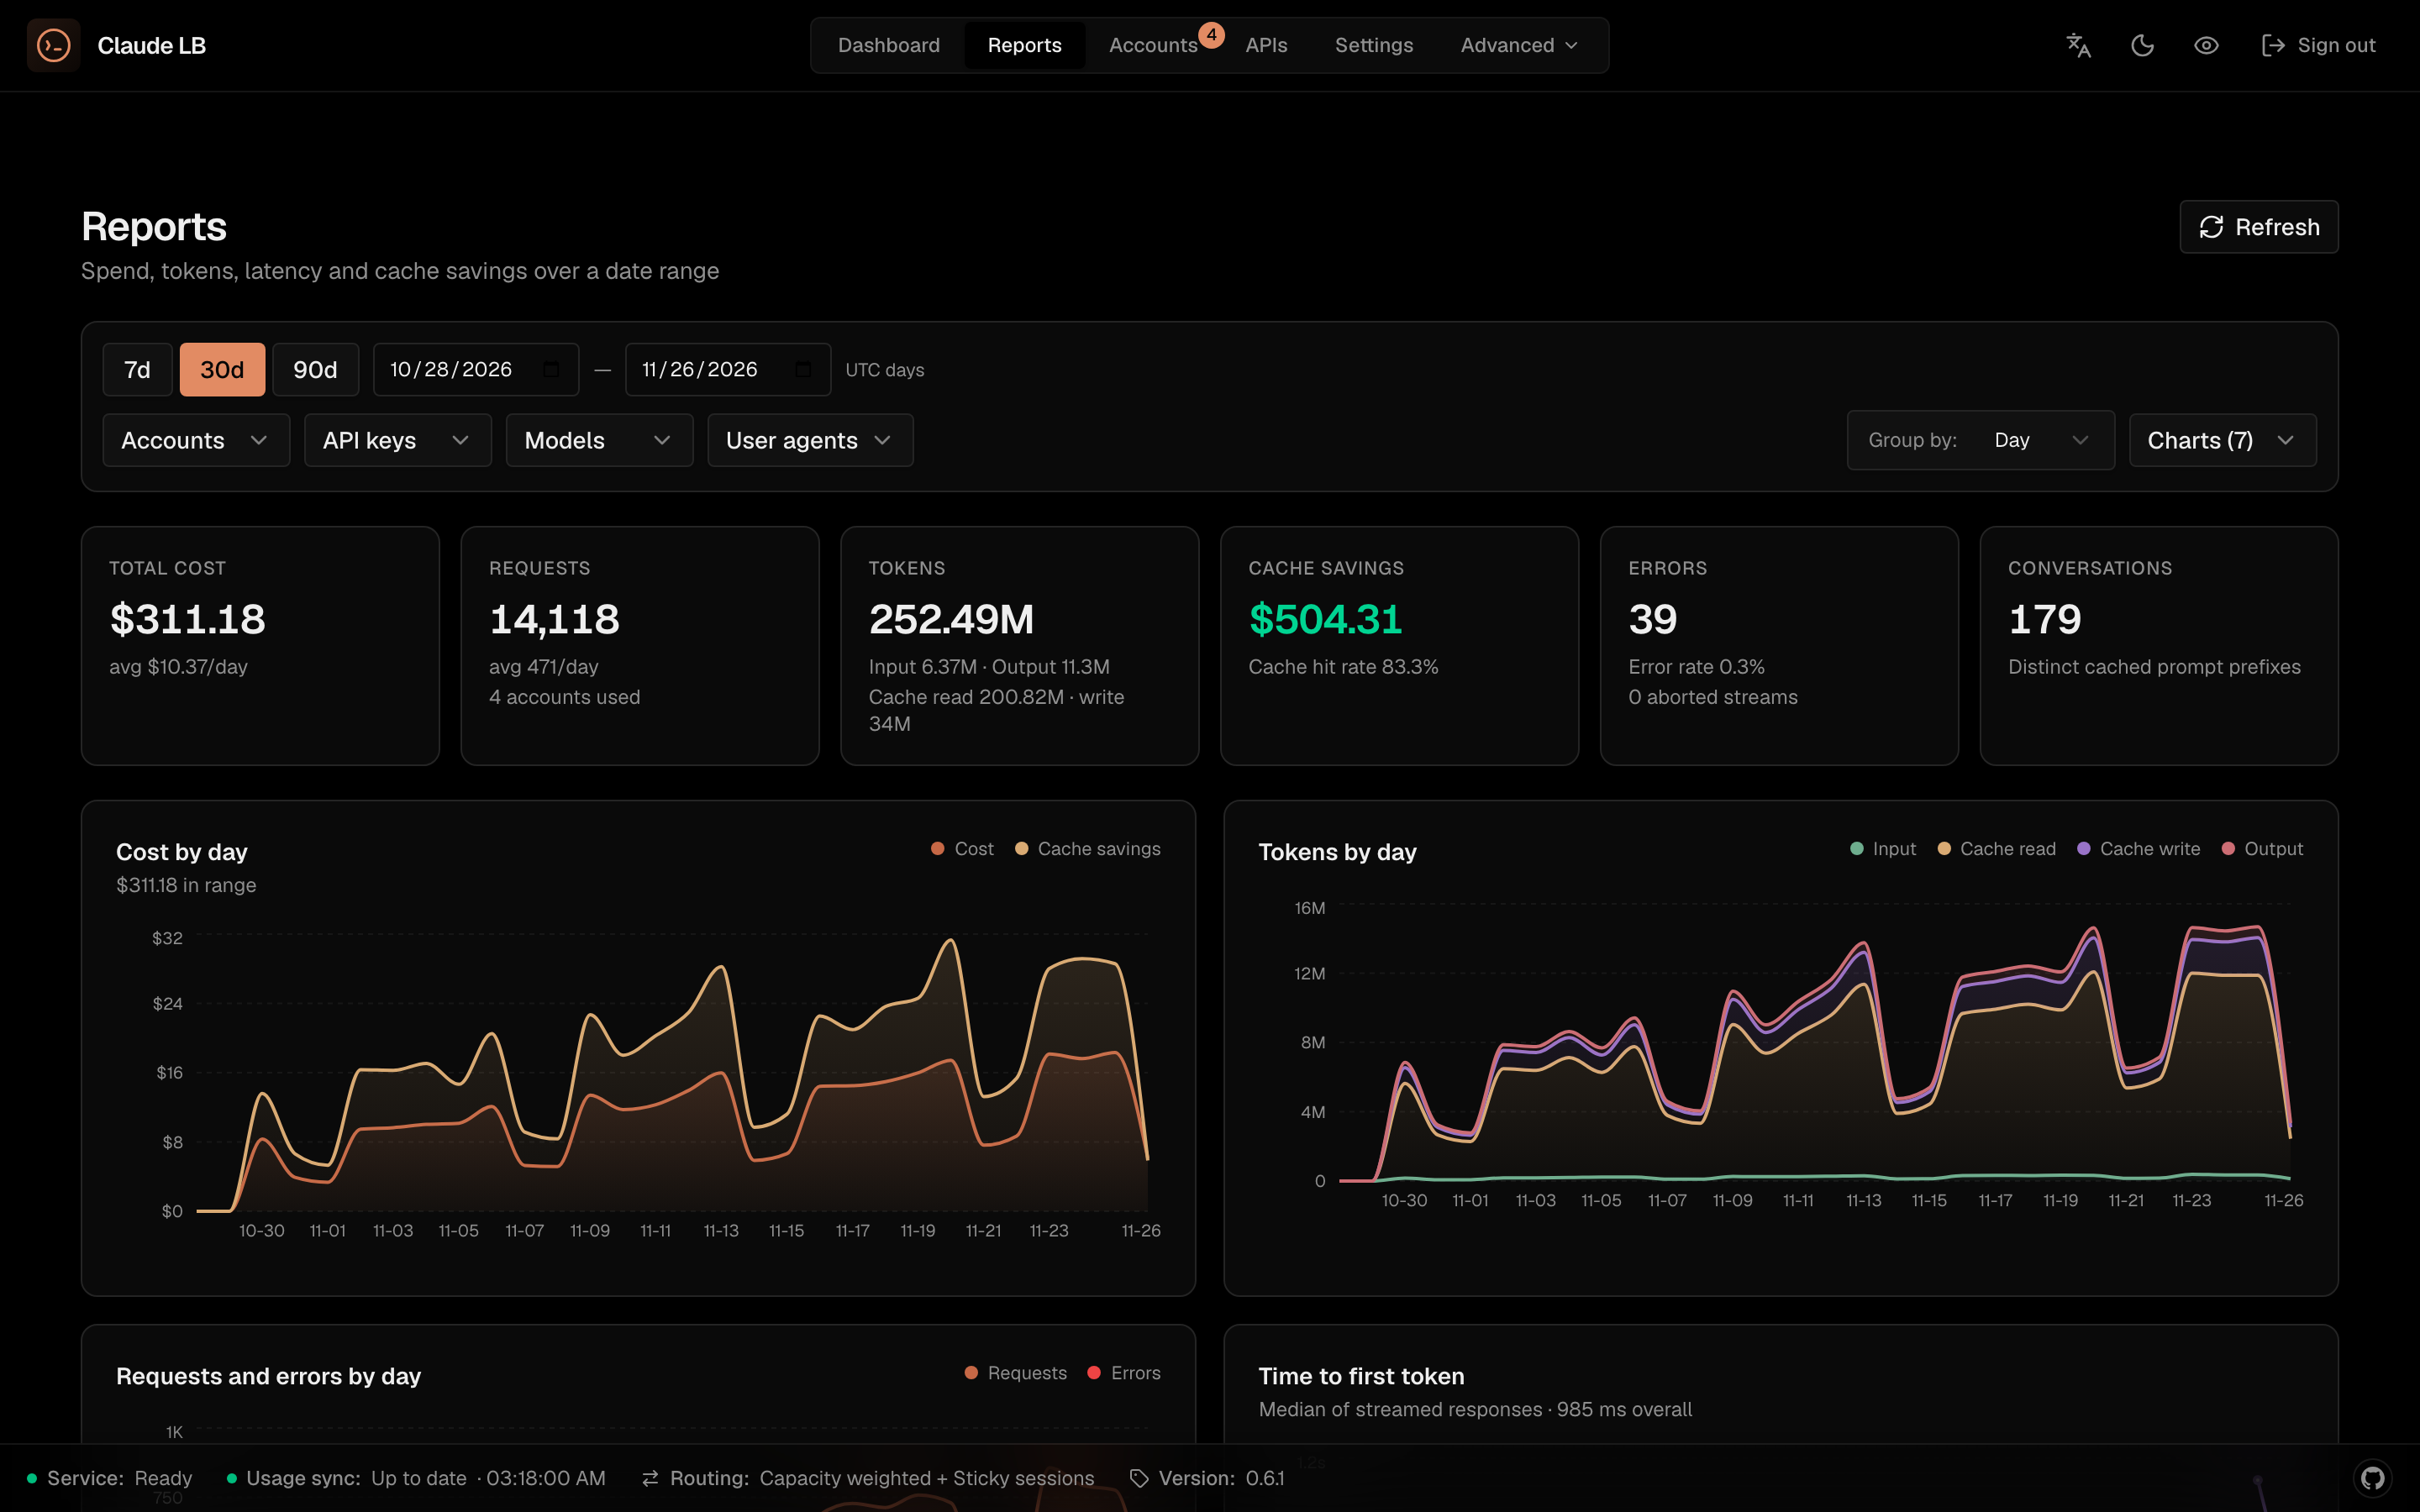 Claude LB
Dashboard
Reports
Accounts 4
APIs
Settings
Advanced
Sign out
Reports
Spend, tokens, latency and cache savings over a date range
Refresh
7d
30d
90d
10/28/2026
—
11/26/2026
UTC days
Accounts
API keys
Models
User agents
Group by: Day
Charts (7)
TOTAL COST
$311.18
avg $10.37/day
REQUESTS
14,118
avg 471/day
4 accounts used
TOKENS
252.49M
Input 6.37M · Output 11.3M
Cache read 200.82M · write
34M
CACHE SAVINGS
$504.31
Cache hit rate 83.3%
ERRORS
39
Error rate 0.3%
0 aborted streams
CONVERSATIONS
179
Distinct cached prompt prefixes
Cost by day
$311.18 in range
Cost
Cache savings
$32
$24
$16
$8
$0
10-30 11-01 11-03 11-05 11-07 11-09 11-11 11-13 11-15 11-17 11-19 11-21 11-23 11-26
Tokens by day
Input
Cache read
Cache write
Output
16M
12M
8M
4M
0
10-30 11-01 11-03 11-05 11-07 11-09 11-11 11-13 11-15 11-17 11-19 11-21 11-23 11-26
Requests and errors by day
Requests
Errors
1K
750
Time to first token
Median of streamed responses · 985 ms overall
1.2s
Service: Ready
Usage sync: Up to date · 03:18:00 AM
Routing: Capacity weighted + Sticky sessions
Version: 0.6.1